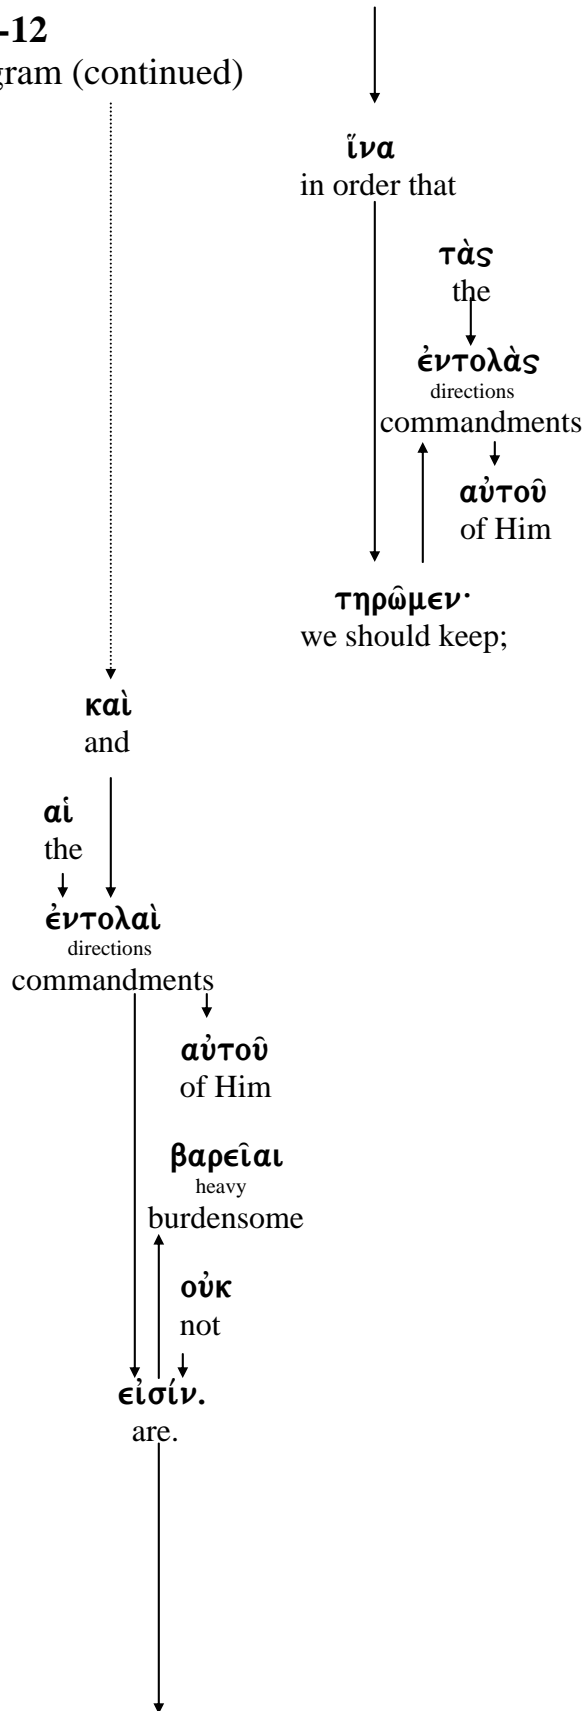 -12
gram (continued)
ἵνα
in order that
τὰς
the
ἐντολὰς
directions
commandments
αὐτοῦ
of Him
τηρῶμεν·
we should keep;
καὶ
and
αἱ
the
ἐντολαὶ
directions
commandments
αὐτοῦ
of Him
βαρεῖαι
heavy
burdensome
οὐκ
not
εἰσίν.
are.